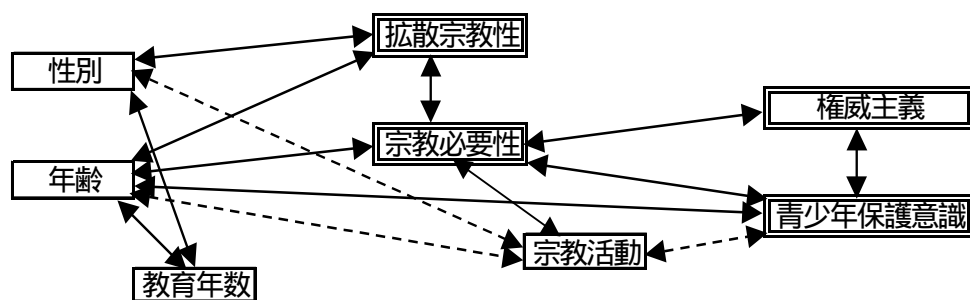 拡散宗教性
性別
権威主義
宗教必要性
年齢
青少年保護意識
宗教活動
教育年数